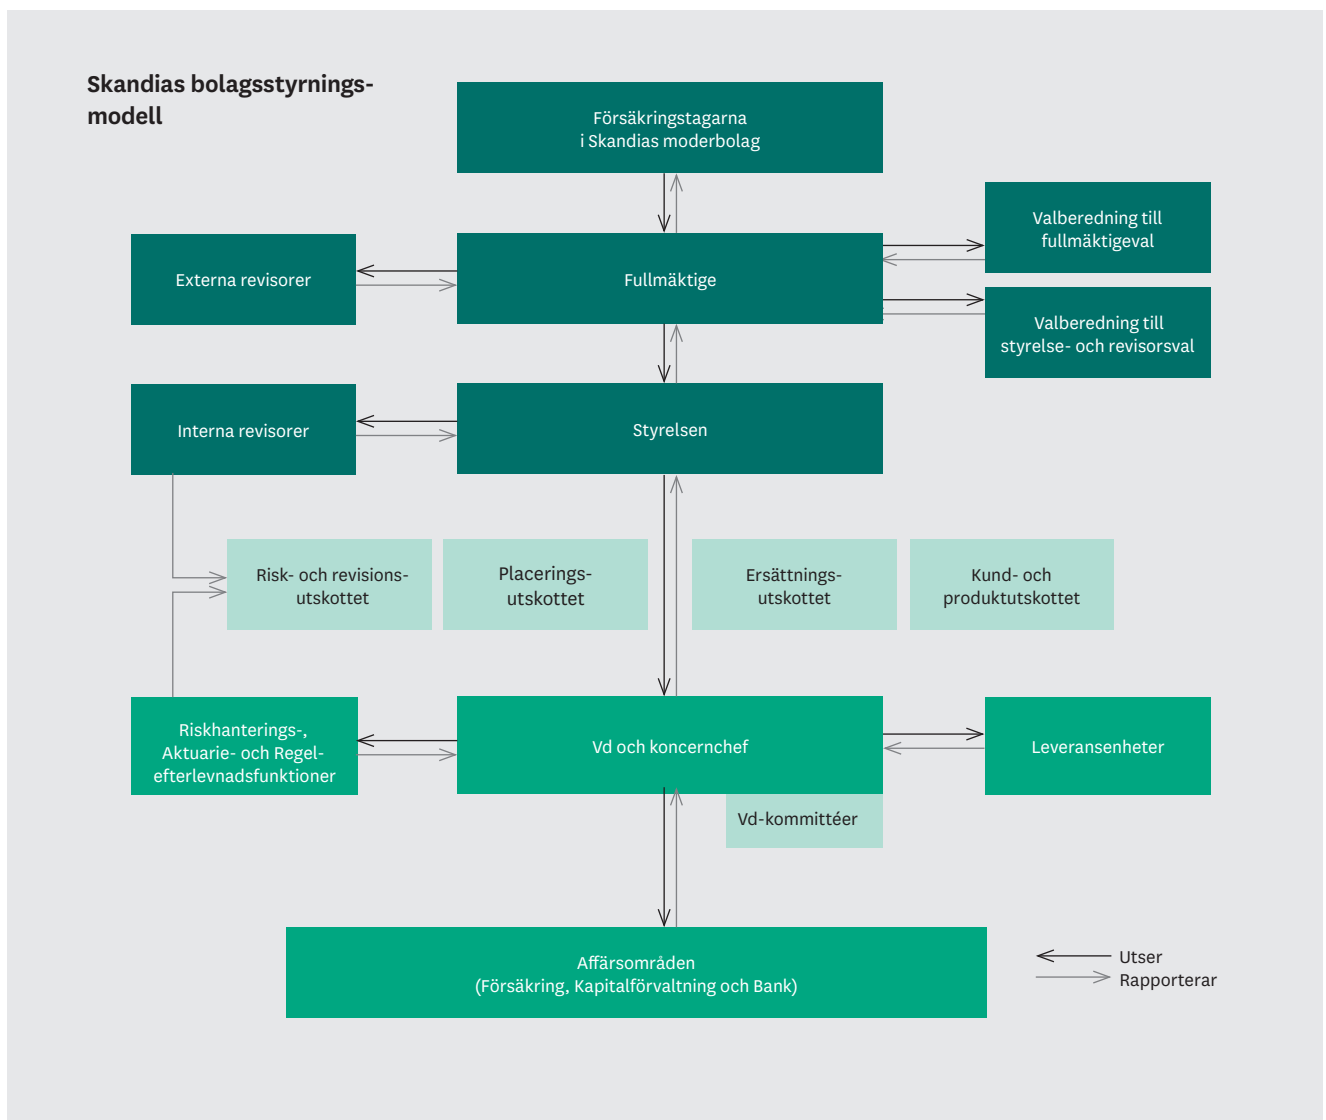 Skandias bolagsstyrnings-
modell
Försäkringstagarna
i Skandias moderbolag
Valberedning till
fullmäktigeval
Externa revisorer
Fullmäktige
Valberedning till
styrelse- och revisorsval
Interna revisorer
Styrelsen
Risk- och revisions-
utskottet
Placerings-
utskottet
Ersättnings-
utskottet
Kund- och
produktutskottet
Riskhanterings-,
Aktuarie- och Regel-
efterlevnadsfunktioner
Vd och koncernchef
Leveransenheter
Vd-kommittéer
Affärsområden
(Försäkring, Kapitalförvaltning och Bank)
Utser
Rapporterar